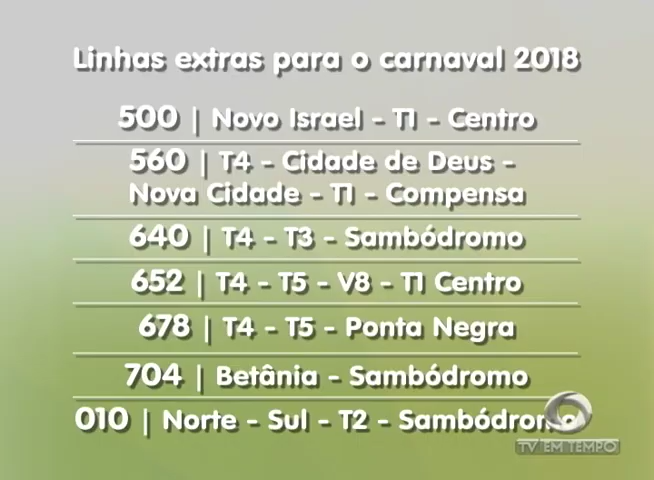 Linhas extras para o carnaval 2018
500 | Novo Israel - T1 - Centro
560 | T4 - Cidade de Deus -
Nova Cidade - T1 - Compensa
640 | T4 - T3 - Sambódromo
652 | T4 - T5 - V8 - T1 Centro
678 | T4 - T5 - Ponta Negra
704 | Betânia - Sambódromo
010 | Norte - Sul - T2 - Sambódromo
TV EM TEMPO